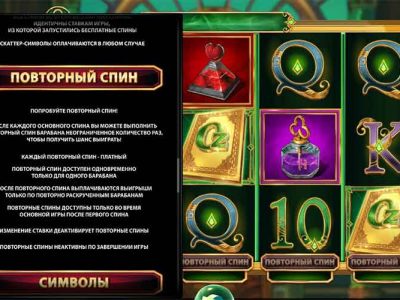 ИДЕНТИЧНЫ СТАВКАМ ИГРЫ,
ИЗ КОТОРОЙ ЗАПУСТИЛИСЬ БЕСПЛАТНЫЕ СПИНЫ
СКАТТЕР-СИМВОЛЫ ОПЛАЧИВАЮТСЯ В ЛЮБОМ СЛУЧАЕ
ПОВТОРНЫЙ СПИН
ПОПРОБУЙТЕ ПОВТОРНЫЙ СПИН!
ОСЛЕ КАЖДОГО ОСНОВНОГО СПИНА ВЫ МОЖЕТЕ ВЫПОЛНИТЬ
ТОРНЫЙ СПИН БАРАБАНА НЕОГРАНИЧЕННОЕ КОЛИЧЕСТВО РАЗ,
ЧТОБЫ ПОЛУЧИТЬ ШАНС ВЫИГРАТЬ!
КАЖДЫЙ ПОВТОРНЫЙ СПИН - ПЛАТНЫЙ
ПОВТОРНЫЙ СПИН ДОСТУПЕН ОДНОВРЕМЕННО
ТОЛЬКО ДЛЯ ОДНОГО БАРАБАНА
ПОСЛЕ ПОВТОРНОГО СПИНА ВЫПЛАЧИВАЮТСЯ ВЫИГРЫШИ
ТОЛЬКО ПО ПОВТОРНО РАСКРУЧЕННЫМ БАРАБАНАМ
ПОВТОРНЫЕ СПИНЫ ДОСТУПНЫ ТОЛЬКО ВО ВРЕМЯ
ОСНОВНОЙ ИГРЫ ПОСЛЕ ПЕРВОГО СПИНА
ИЗМЕНЕНИЕ СТАВКИ ДЕАКТИВИРУЕТ ПОВТОРНЫЕ СПИНЫ
ПОВТОРНЫЕ СПИНЫ НЕАКТИВНЫ ПО ЗАВЕРШЕНИИ ИГРЫ
СИМВОЛЫ
Q Q
Oz K
Q 10 Oz
ПОВТОРНЫЙ СПИН ПОВТОРНЫЙ СПИН ПОВТОРНЫЙ СПИН